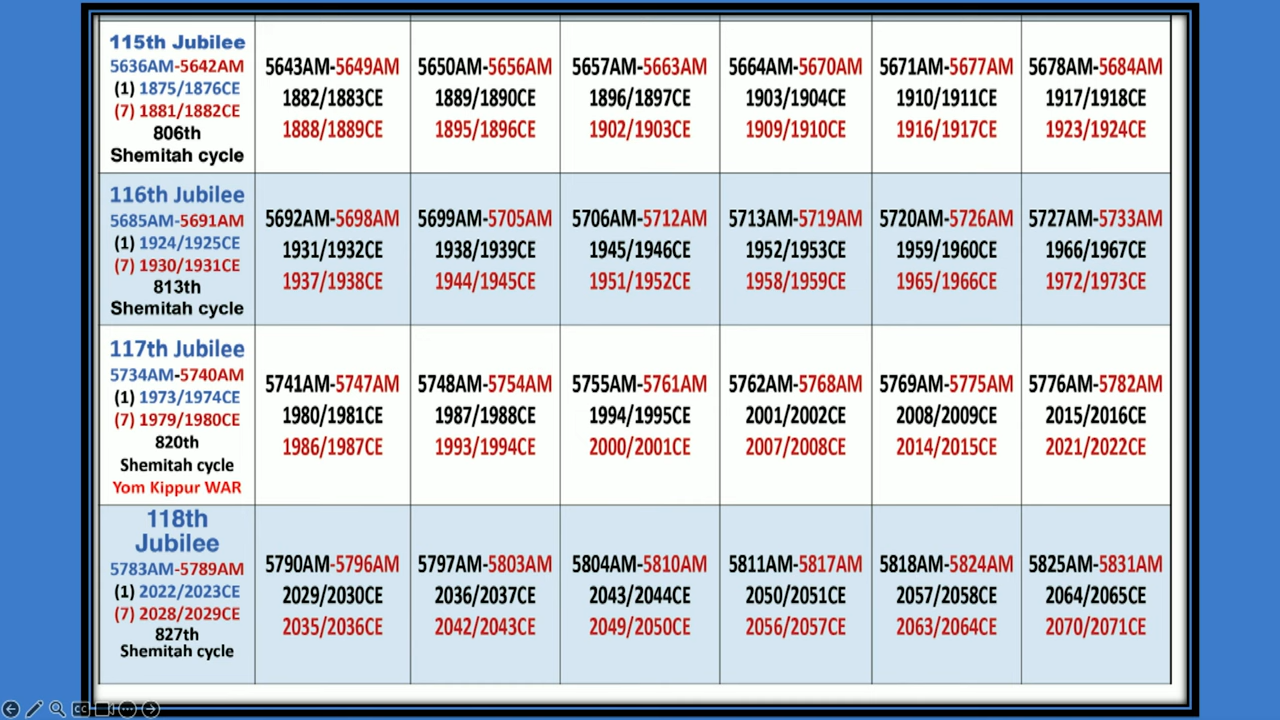 115th Jubilee
5636AM-5642AM
(1) 1875/1876CE
(7) 1881/1882CE
806th
Shemitah cycle
5643AM-5649AM
1882/1883CE
1888/1889CE
5650AM-5656AM
1889/1890CE
1895/1896CE
5657AM-5663AM
1896/1897CE
1902/1903CE
5664AM-5670AM
1903/1904CE
1909/1910CE
5671AM-5677AM
1910/1911CE
1916/1917CE
5678AM-5684AM
1917/1918CE
1923/1924CE
116th Jubilee
5685AM-5691AM
(1) 1924/1925CE
(7) 1930/1931CE
813th
Shemitah cycle
5692AM-5698AM
1931/1932CE
1937/1938CE
5699AM-5705AM
1938/1939CE
1944/1945CE
5706AM-5712AM
1945/1946CE
1951/1952CE
5713AM-5719AM
1952/1953CE
1958/1959CE
5720AM-5726AM
1959/1960CE
1965/1966CE
5727AM-5733AM
1966/1967CE
1972/1973CE
117th Jubilee
5734AM-5740AM
(1) 1973/1974CE
(7) 1979/1980CE
820th
Shemitah cycle
Yom Kippur WAR
5741AM-5747AM
1980/1981CE
1986/1987CE
5748AM-5754AM
1987/1988CE
1993/1994CE
5755AM-5761AM
1994/1995CE
2000/2001CE
5762AM-5768AM
2001/2002CE
2007/2008CE
5769AM-5775AM
2008/2009CE
2014/2015CE
5776AM-5782AM
2015/2016CE
2021/2022CE
118th
Jubilee
5783AM-5789AM
(1) 2022/2023CE
(7) 2028/2029CE
827th
Shemitah cycle
5790AM-5796AM
2029/2030CE
2035/2036CE
5797AM-5803AM
2036/2037CE
2042/2043CE
5804AM-5810AM
2043/2044CE
2049/2050CE
5811AM-5817AM
2050/2051CE
2056/2057CE
5818AM-5824AM
2057/2058CE
2063/2064CE
5825AM-5831AM
2064/2065CE
2070/2071CE
CC